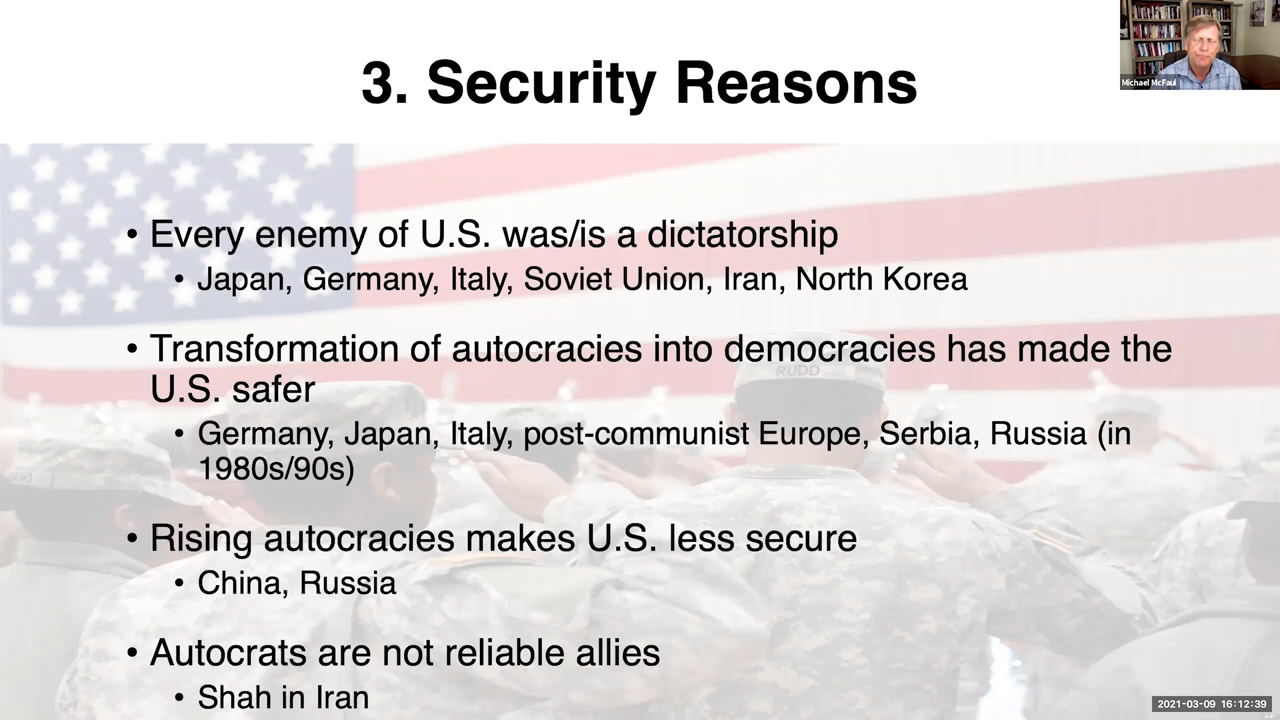 3. Security Reasons
Michael McFaul
• Every enemy of U.S. was/is a dictatorship
• Japan, Germany, Italy, Soviet Union, Iran, North Korea
• Transformation of autocracies into democracies has made the
U.S. safer
RUDD
• Germany, Japan, Italy, post-communist Europe, Serbia, Russia (in
1980s/90s)
• Rising autocracies makes U.S. less secure
• China, Russia
• Autocrats are not reliable allies
• Shah in Iran
2021-03-09 16:12:39